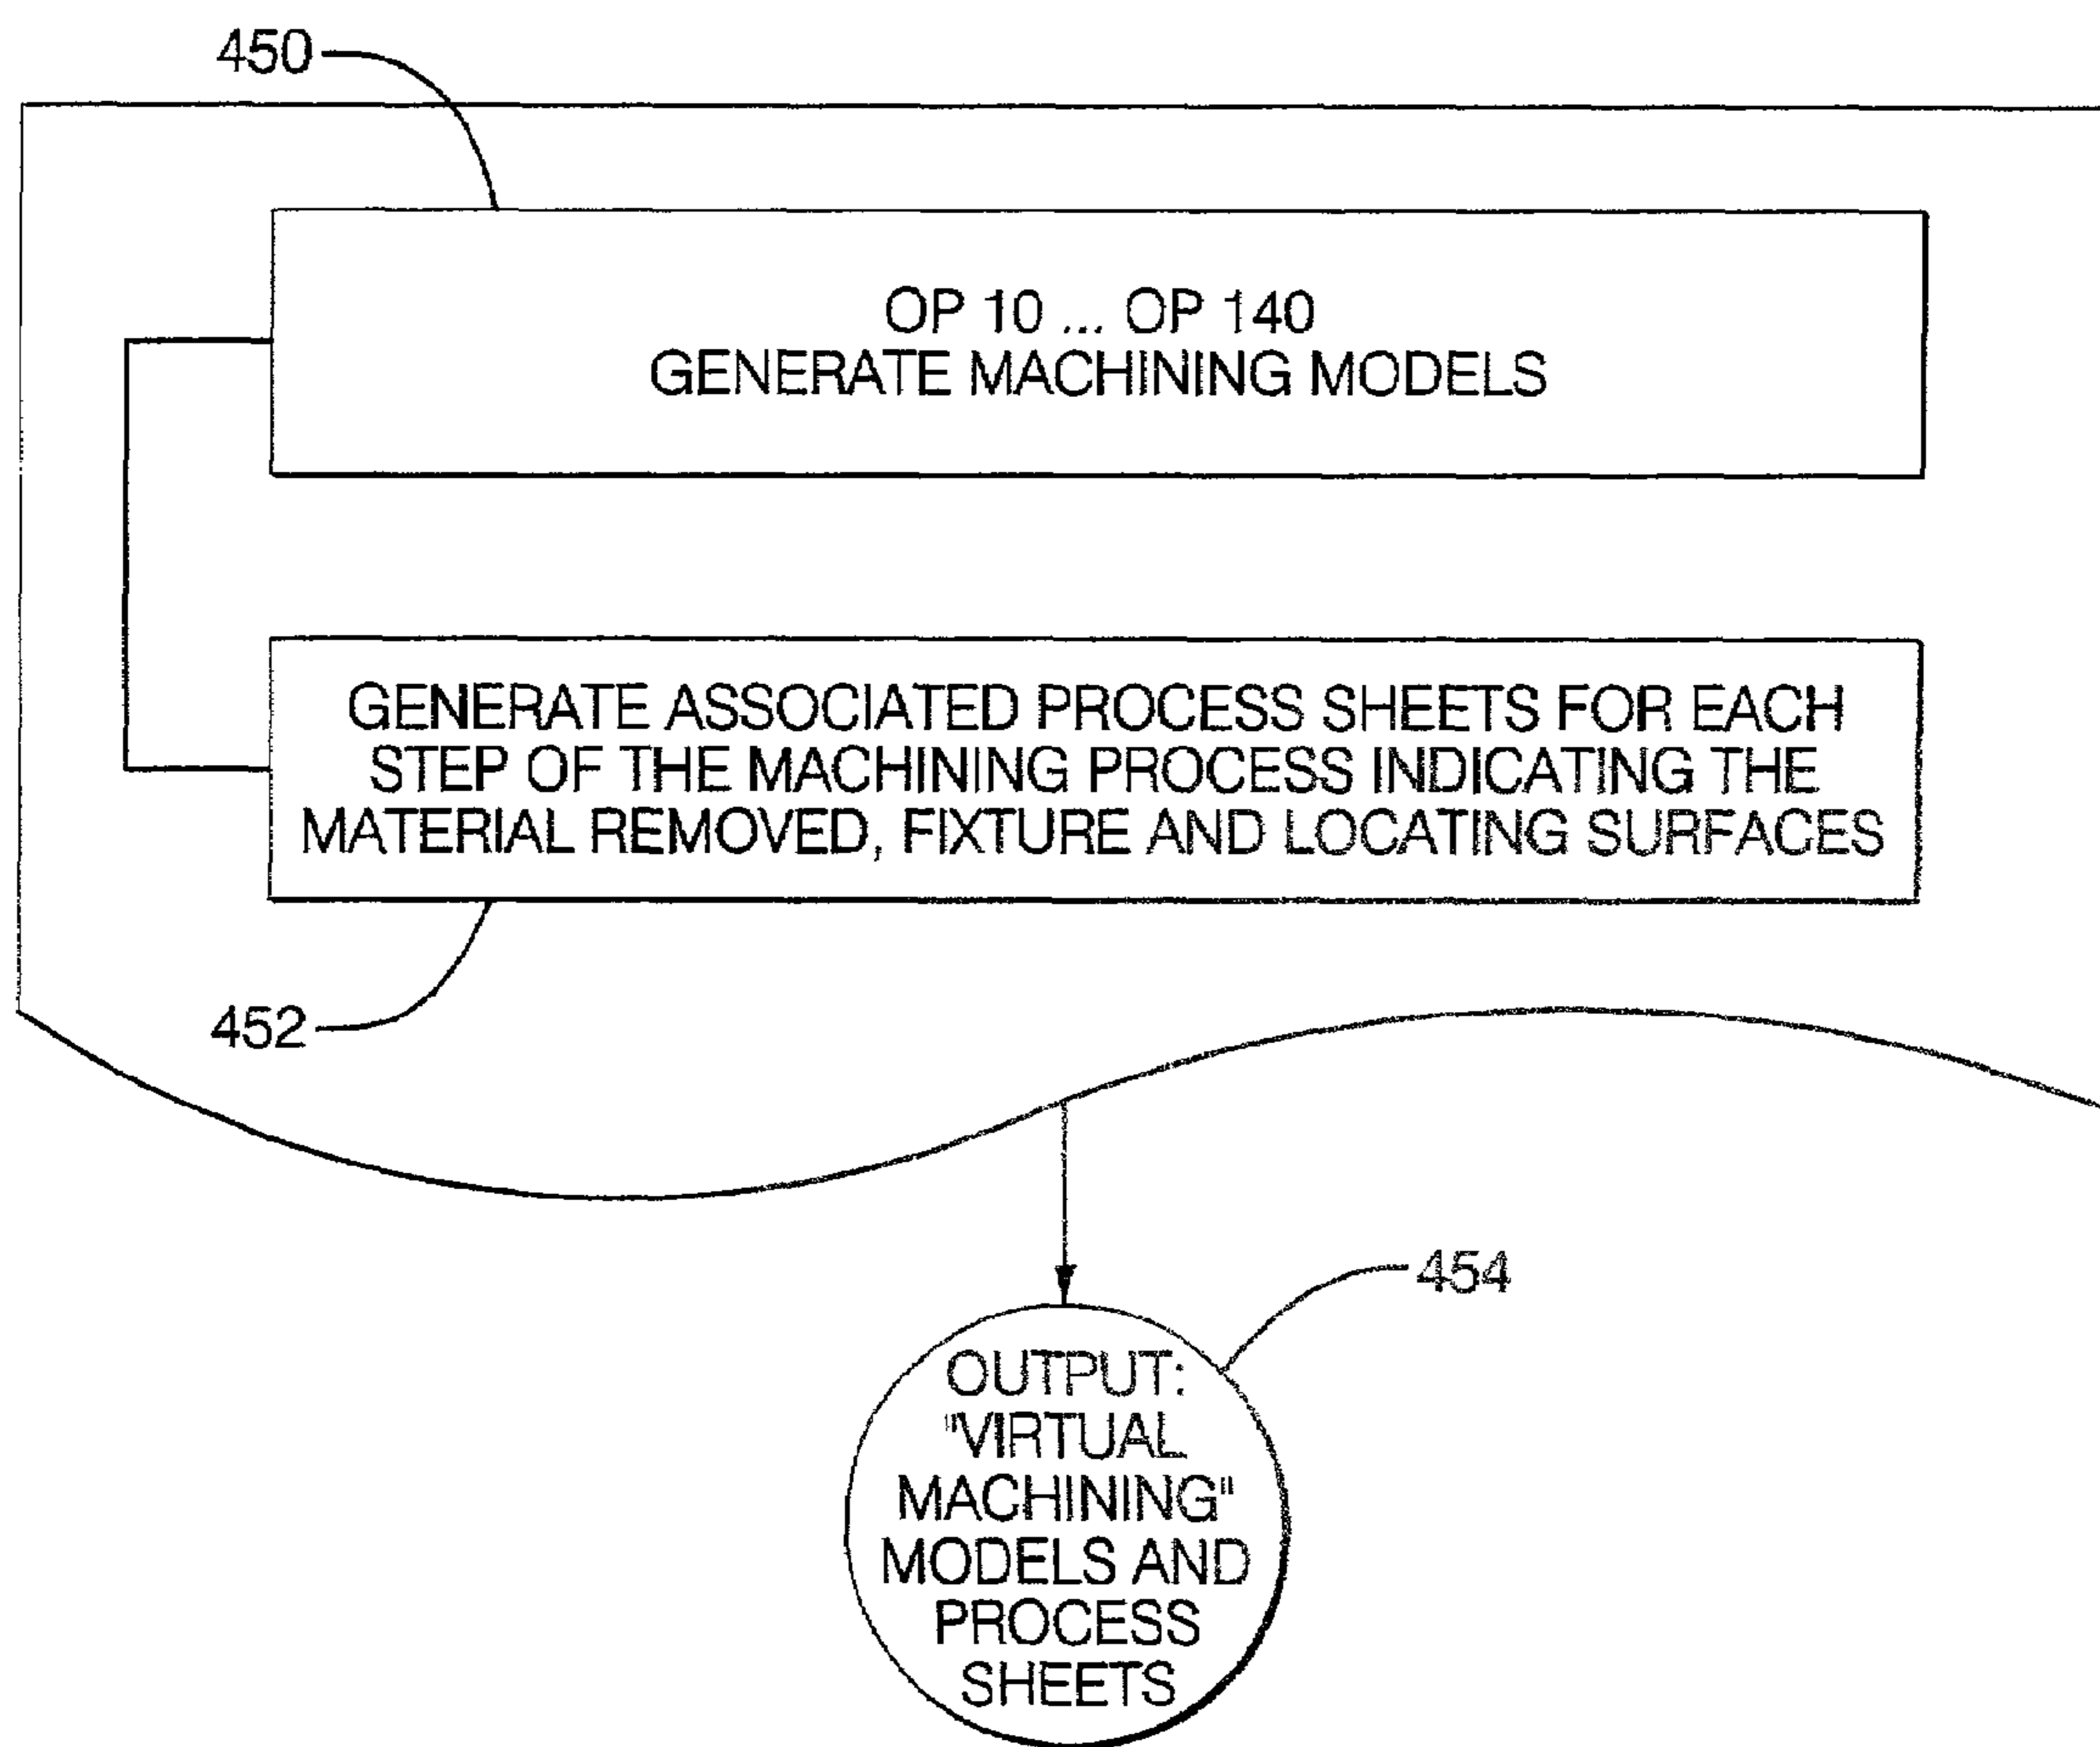 450
OP 10 ... OP 140
GENERATE MACHINING MODELS
GENERATE ASSOCIATED PROCESS SHEETS FOR EACH
STEP OF THE MACHINING PROCESS INDICATING THE
MATERIAL REMOVED, FIXTURE AND LOCATING SURFACES
452
454
OUTPUT:
"VIRTUAL
MACHINING"
MODELS AND
PROCESS
SHEETS